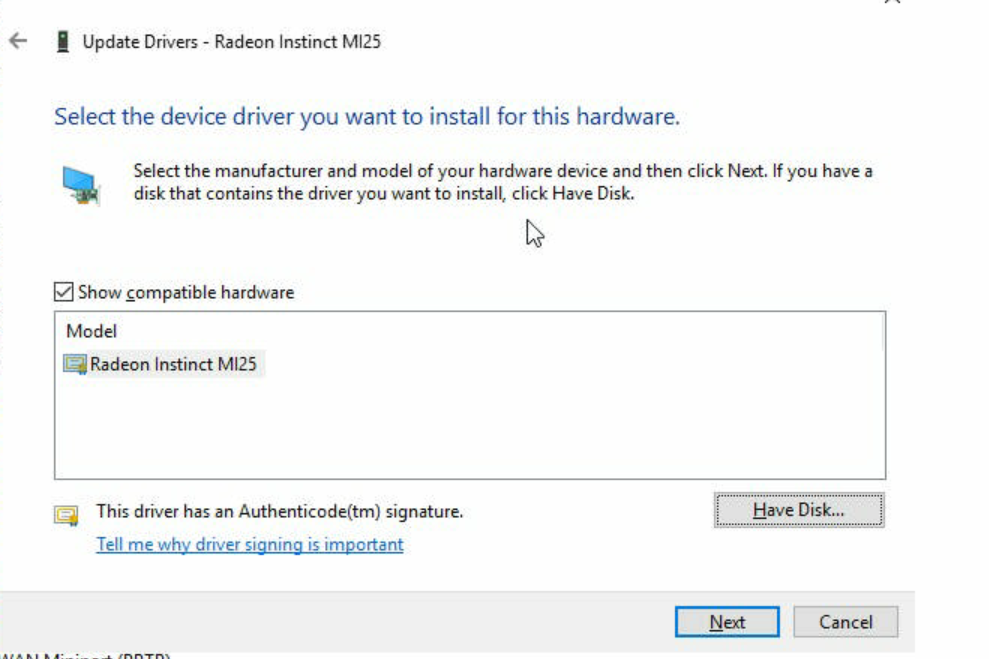 Update Drivers - Radeon Instinct MI25
Select the device driver you want to install for this hardware.
Select the manufacturer and model of your hardware device and then click Next. If you have a
disk that contains the driver you want to install, click Have Disk.
Show compatible hardware
Model
Radeon Instinct MI25
This driver has an Authenticode(tm) signature.
Have Disk...
Tell me why driver signing is important
Next
Cancel
WAN Miniport (PPTP)